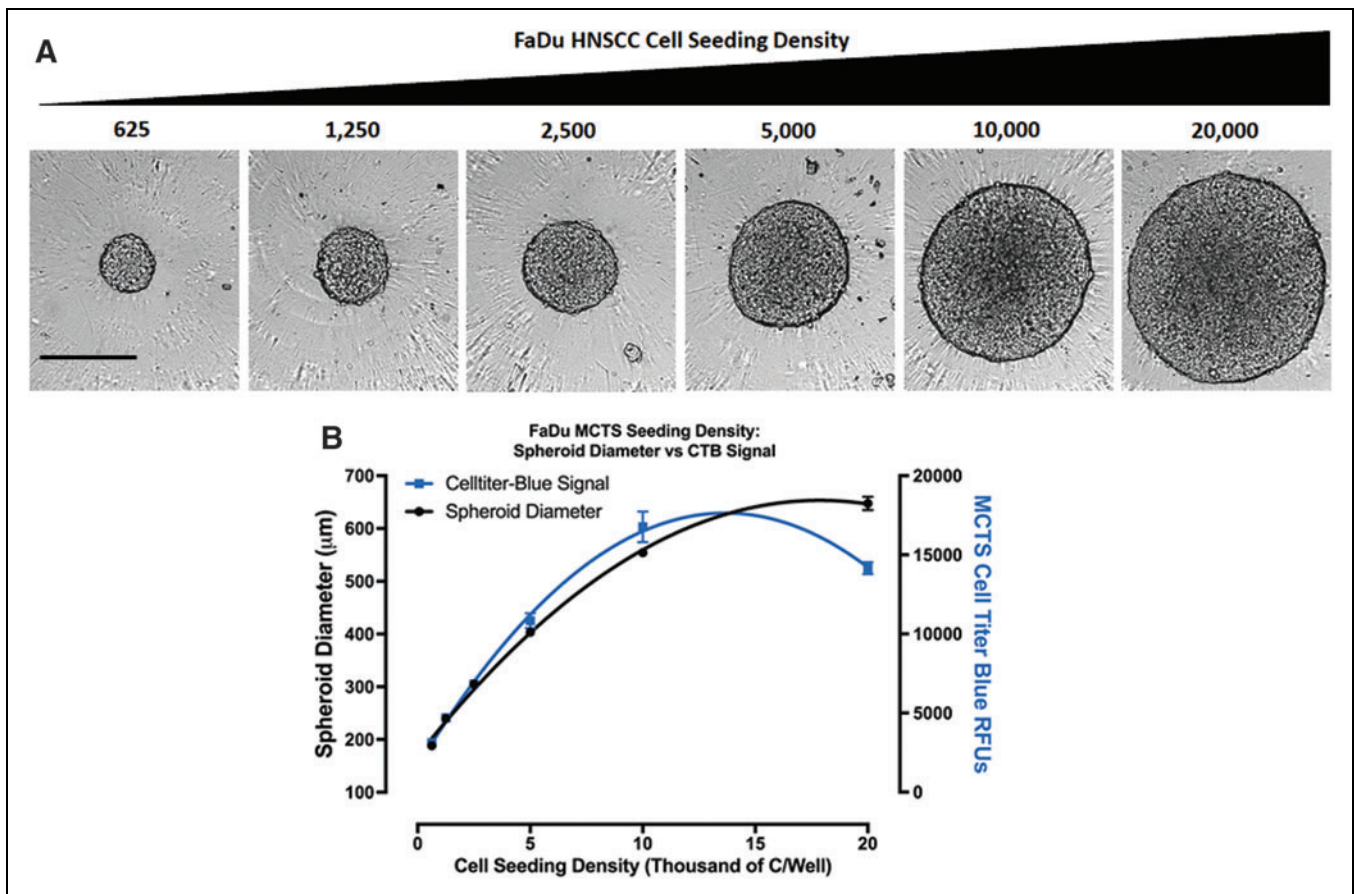 A
FaDu HNSCC Cell Seeding Density
625 1,250 2,500 5,000 10,000 20,000
B
FaDu MCTS Seeding Density:
Spheroid Diameter vs CTB Signal
Celltiter-Blue Signal
Spheroid Diameter
Spheroid Diameter (μm)
700
600
500
400
300
200
100
20000
15000
10000
5000
0
MCTS Cell Titer Blue RFUs
0 5 10 15 20
Cell Seeding Density (Thousand of C/Well)